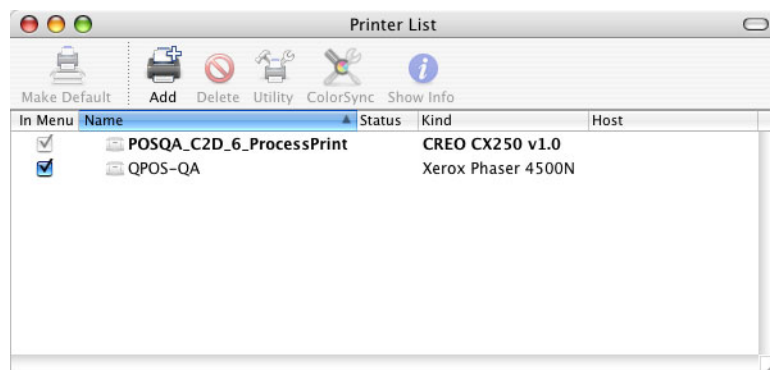 Printer List
Make Default Add Delete Utility ColorSync Show Info
In Menu Name Status Kind Host
POSQA_C2D_6_ProcessPrint CREO CX250 v1.0
QPOS-QA Xerox Phaser 4500N